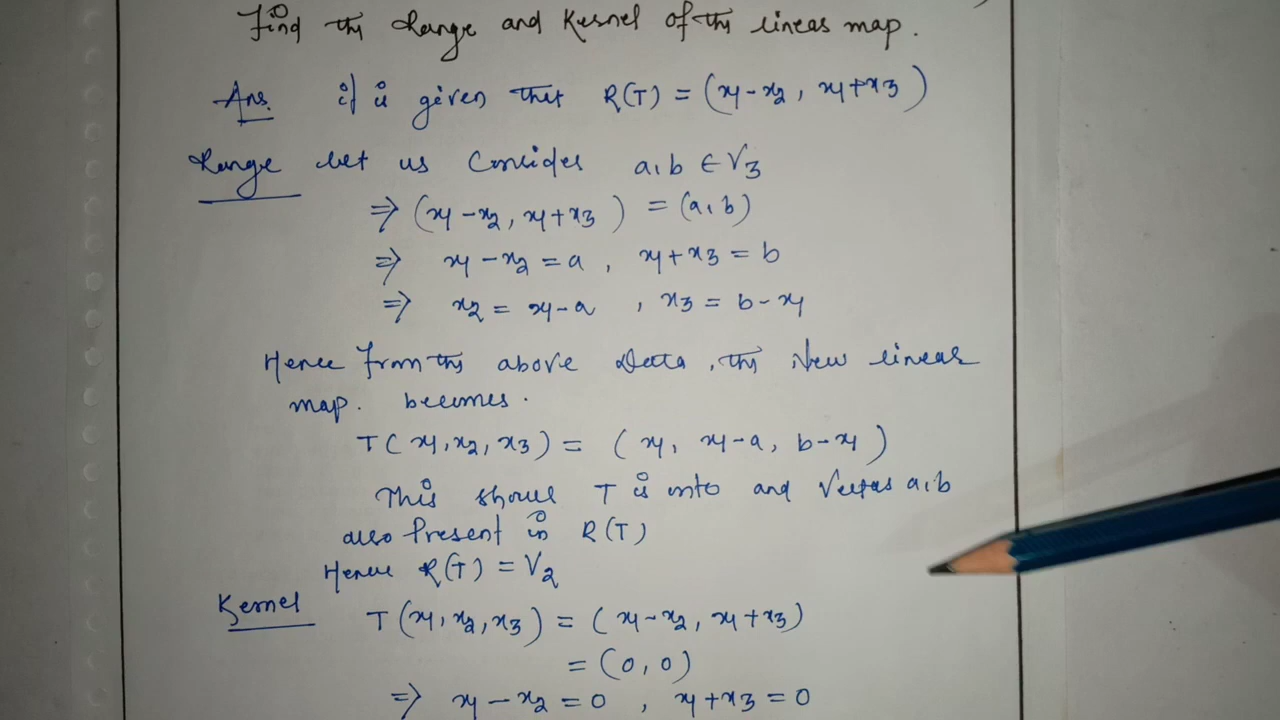 Find the Range and Kernel of the linear map.
Ans. it is given that R(T) = (x1 - x2, x1 + x3)
Range let us Consider a, b ∈ V3
⇒ (x1 - x2, x1 + x3) = (a, b)
⇒ x1 - x2 = a, x1 + x3 = b
⇒ x2 = x1 - a, x3 = b - x1
Hence from the above Data, the New linear
map. becomes.
T(x1, x2, x3) = (x1, x1 - a, b - x1)
This shows T is into and Vector a, b
also Present in R(T)
Hence R(T) = V2
Kernel T(x1, x2, x3) = (x1 - x2, x1 + x3)
= (0, 0)
⇒ x1 - x2 = 0, x1 + x3 = 0